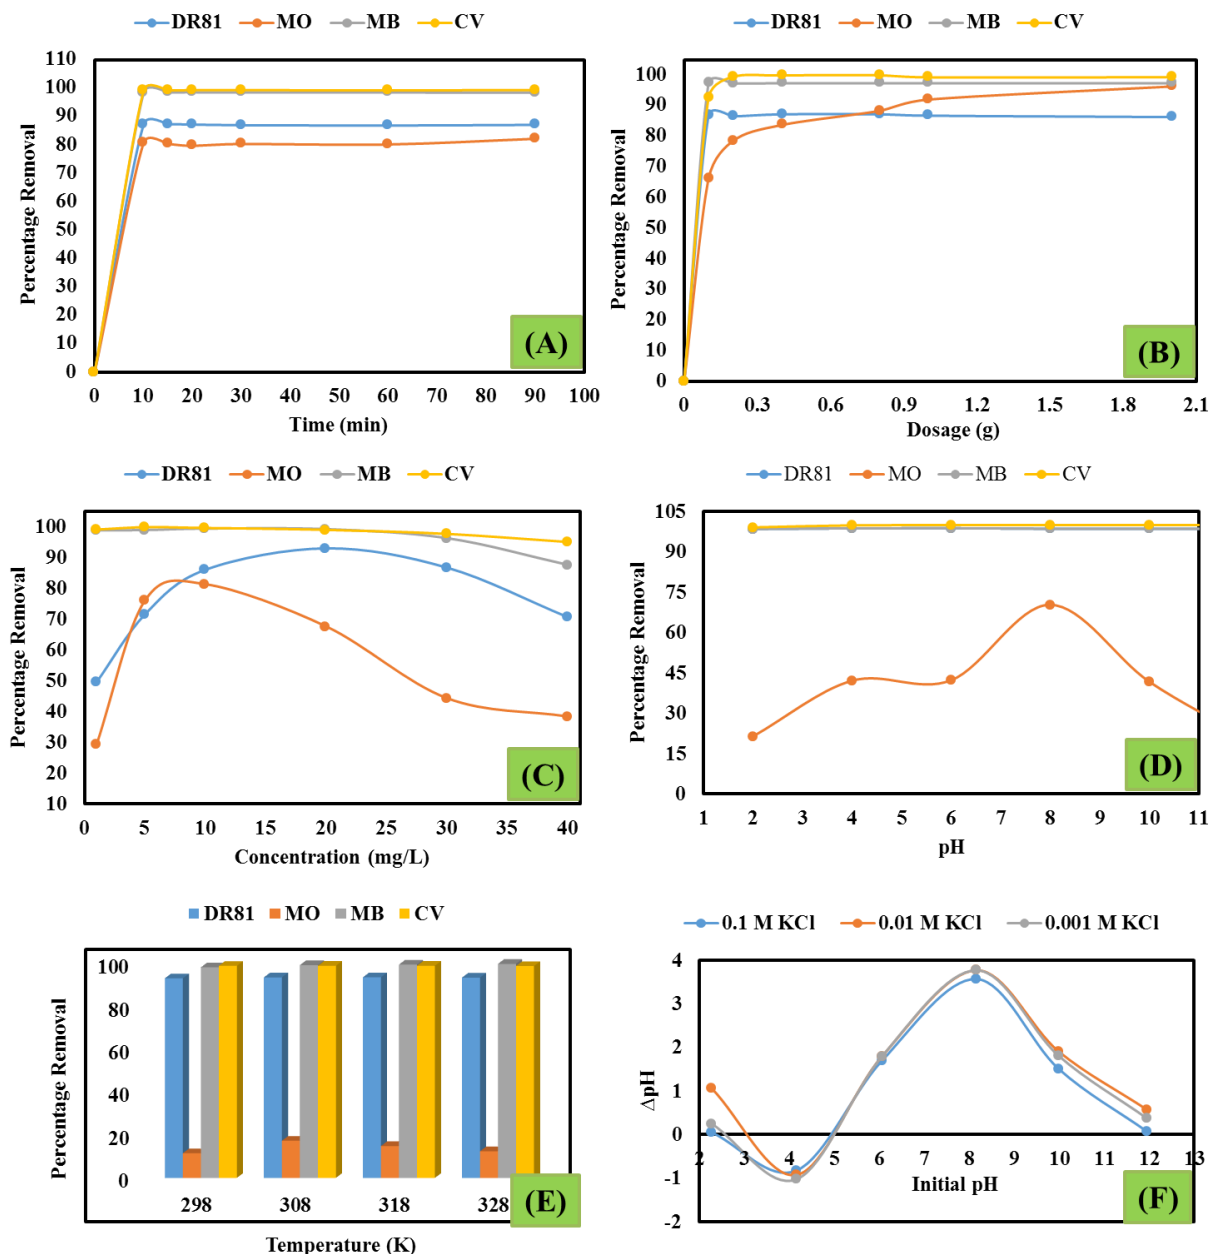 DR81 MO MB CV
110
100
90
80
70
60
50
40
30
20
10
0
Percentage Removal
0 10 20 30 40 50 60 70 80 90 100
Time (min)
(A)
DR81 MO MB CV
100
90
80
70
60
50
40
30
20
10
0
Percentage Removal
0 0.3 0.6 0.9 1.2 1.5 1.8 2.1
Dosage (g)
(B)
DR81 MO MB CV
100
90
80
70
60
50
40
30
20
10
Percentage Removal
0 5 10 15 20 25 30 35 40
Concentration (mg/L)
(C)
DR81 MO MB CV
105
90
75
60
45
30
15
0
Percentage Removal
1 2 3 4 5 6 7 8 9 10 11
pH
(D)
DR81 MO MB CV
100
80
60
40
20
0
Percentage Removal
298 308 318 328
Temperature (K)
(E)
0.1 M KCl 0.01 M KCl 0.001 M KCl
4
3
2
1
0
-1
-2
ΔpH
2 3 4 5 6 7 8 9 10 11 12 13
Initial pH
(F)